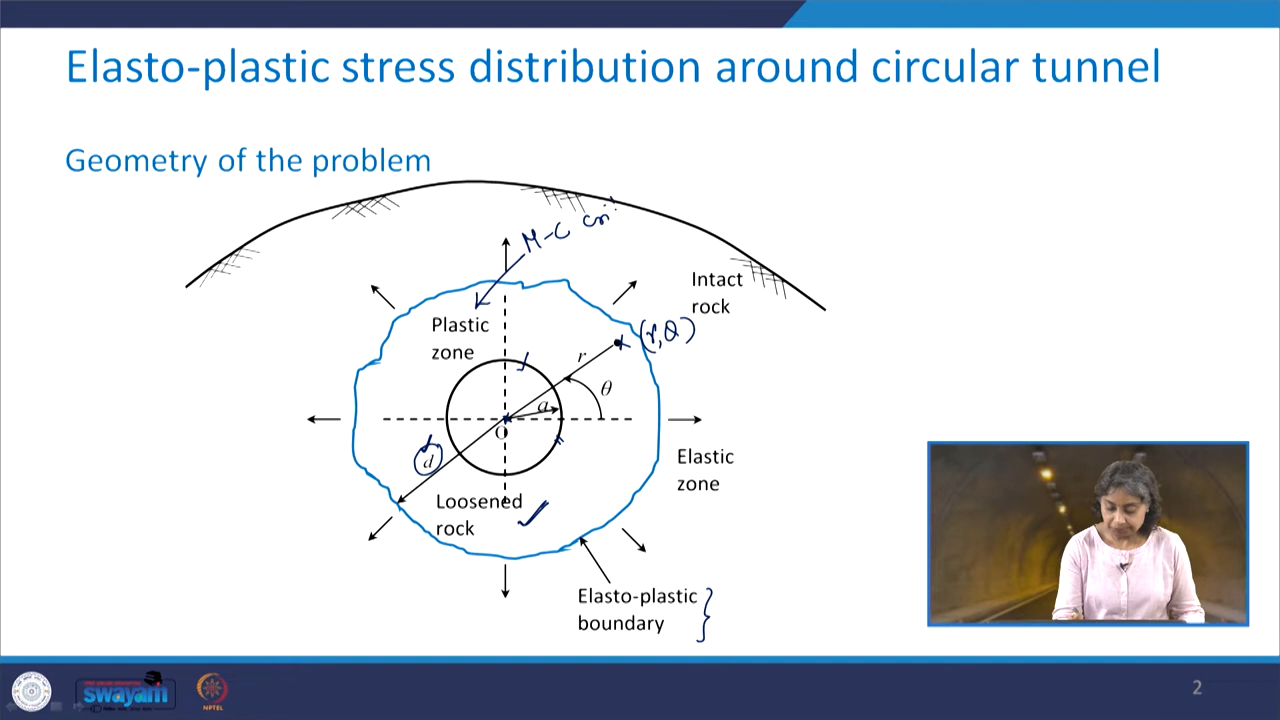 Elasto-plastic stress distribution around circular tunnel
Geometry of the problem
M-C
Intact
rock
Plastic
zone
r
(r,θ)
θ
a
O
d
Elastic
zone
Loosened
rock
Elasto-plastic
boundary
swayam
NPTEL
2